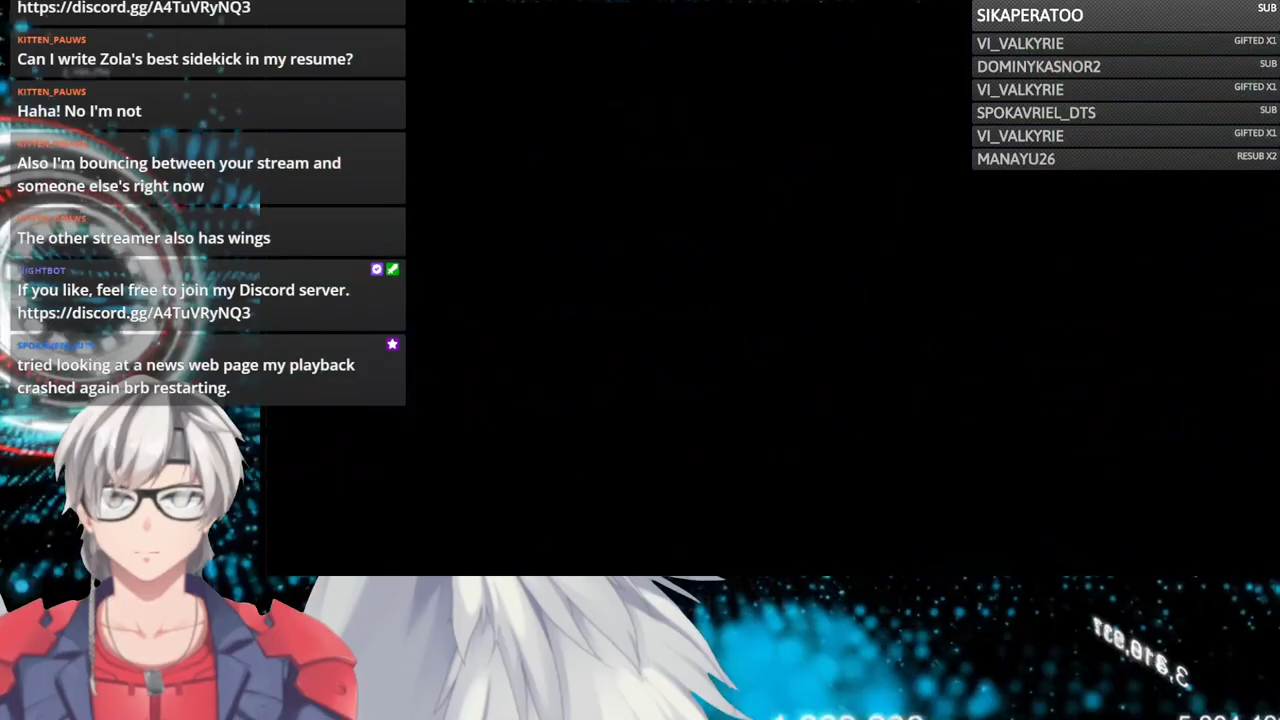 https://discord.gg/A4TuVRyNQ3
KITTEN_PAUWS
Can I write Zola's best sidekick in my resume?
KITTEN_PAUWS
Haha! No I'm not
KITTEN_PAUWS
Also I'm bouncing between your stream and
someone else's right now
KITTEN_PAUWS
The other streamer also has wings
NIGHTBOT
If you like, feel free to join my Discord server.
https://discord.gg/A4TuVRyNQ3
SPOKAVRIEL_DTS
tried looking at a news web page my playback
crashed again brb restarting.
SIKAPERATOO SUB
VI_VALKYRIE GIFTED X1
DOMINYKASNOR2 SUB
VI_VALKYRIE GIFTED X1
SPOKAVRIEL_DTS SUB
VI_VALKYRIE GIFTED X1
MANAYU26 RESUB X2